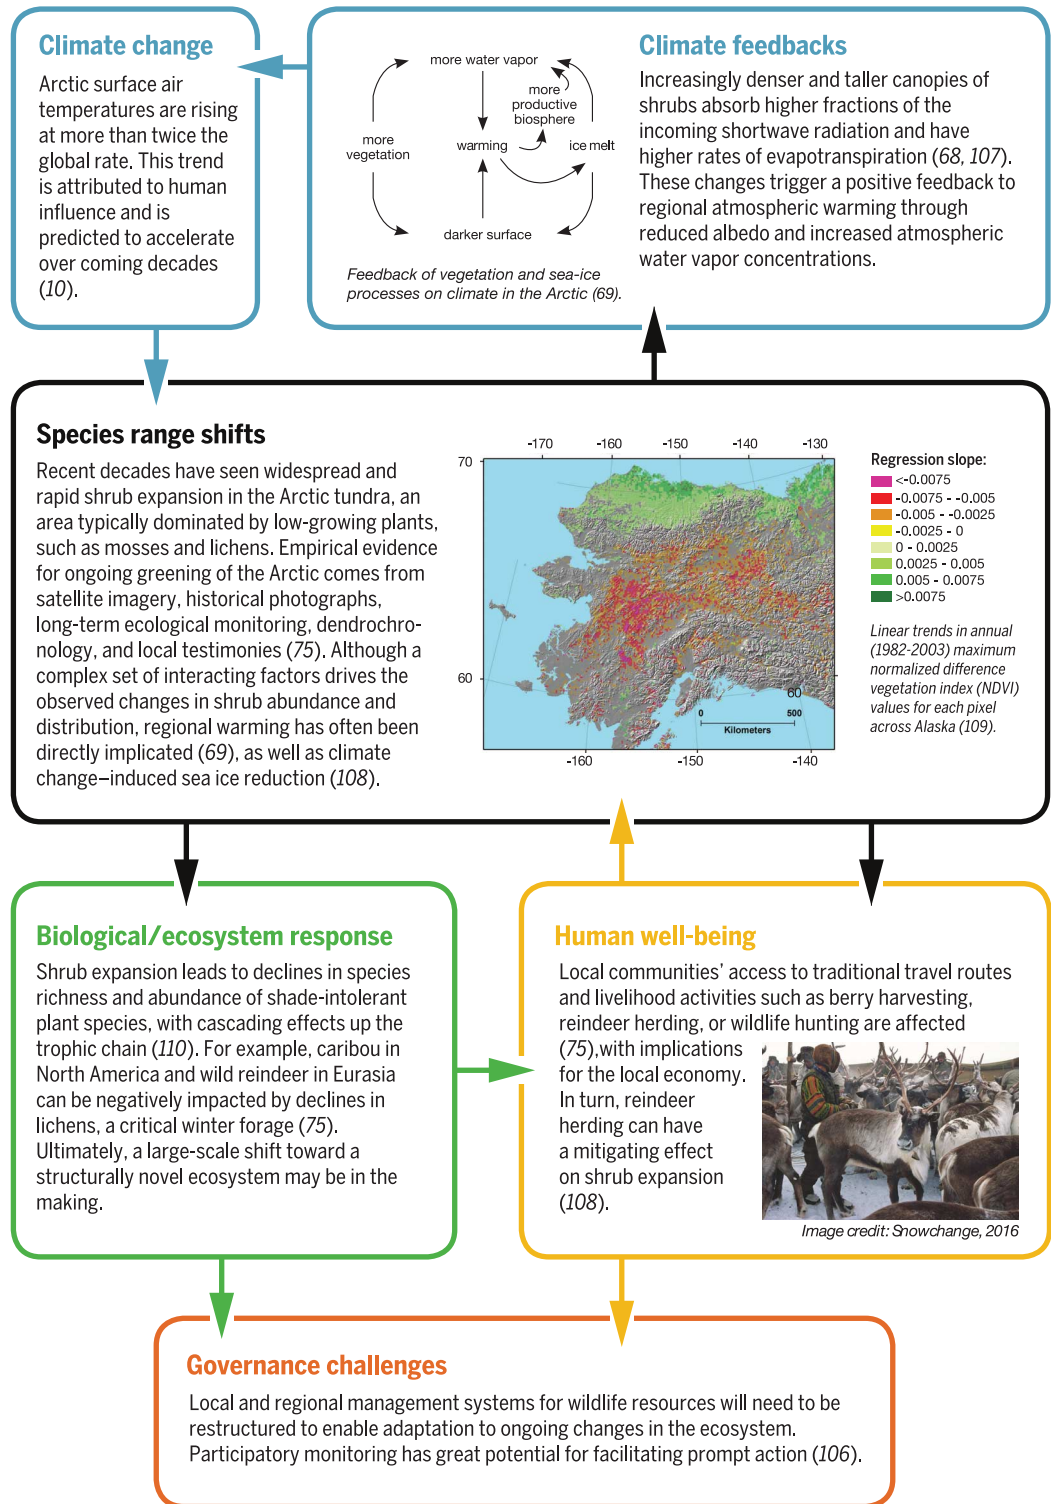 Climate change
Arctic surface air
temperatures are rising
at more than twice the
global rate. This trend
is attributed to human
influence and is
predicted to accelerate
over coming decades
(10).
more water vapor
more
productive
biosphere
more
vegetation
warming
ice melt
darker surface
Feedback of vegetation and sea-ice
processes on climate in the Arctic (69).
Climate feedbacks
Increasingly denser and taller canopies of
shrubs absorb higher fractions of the
incoming shortwave radiation and have
higher rates of evapotranspiration (68, 107).
These changes trigger a positive feedback to
regional atmospheric warming through
reduced albedo and increased atmospheric
water vapor concentrations.
Species range shifts
Recent decades have seen widespread and
rapid shrub expansion in the Arctic tundra, an
area typically dominated by low-growing plants,
such as mosses and lichens. Empirical evidence
for ongoing greening of the Arctic comes from
satellite imagery, historical photographs,
long-term ecological monitoring, dendrochro-
nology, and local testimonies (75). Although a
complex set of interacting factors drives the
observed changes in shrub abundance and
distribution, regional warming has often been
directly implicated (69), as well as climate
change–induced sea ice reduction (108).
-170 -160 -150 -140 -130
70
60
60
0 500
Kilometers
-160 -150 -140
Regression slope:
<-0.0075
-0.0075 - -0.005
-0.005 - -0.0025
-0.0025 - 0
0 - 0.0025
0.0025 - 0.005
0.005 - 0.0075
>0.0075
Linear trends in annual
(1982-2003) maximum
normalized difference
vegetation index (NDVI)
values for each pixel
across Alaska (109).
Biological/ecosystem response
Shrub expansion leads to declines in species
richness and abundance of shade-intolerant
plant species, with cascading effects up the
trophic chain (110). For example, caribou in
North America and wild reindeer in Eurasia
can be negatively impacted by declines in
lichens, a critical winter forage (75).
Ultimately, a large-scale shift toward a
structurally novel ecosystem may be in the
making.
Human well-being
Local communities' access to traditional travel routes
and livelihood activities such as berry harvesting,
reindeer herding, or wildlife hunting are affected
(75),with implications
for the local economy.
In turn, reindeer
herding can have
a mitigating effect
on shrub expansion
(108).
Image credit: Snowchange, 2016
Governance challenges
Local and regional management systems for wildlife resources will need to be
restructured to enable adaptation to ongoing changes in the ecosystem.
Participatory monitoring has great potential for facilitating prompt action (106).